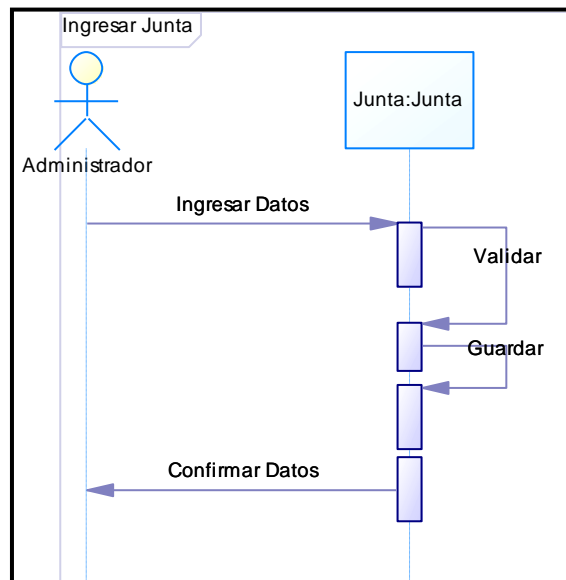 Ingresar Junta
Junta:Junta
Administrador
Ingresar Datos
Validar
Guardar
Confirmar Datos